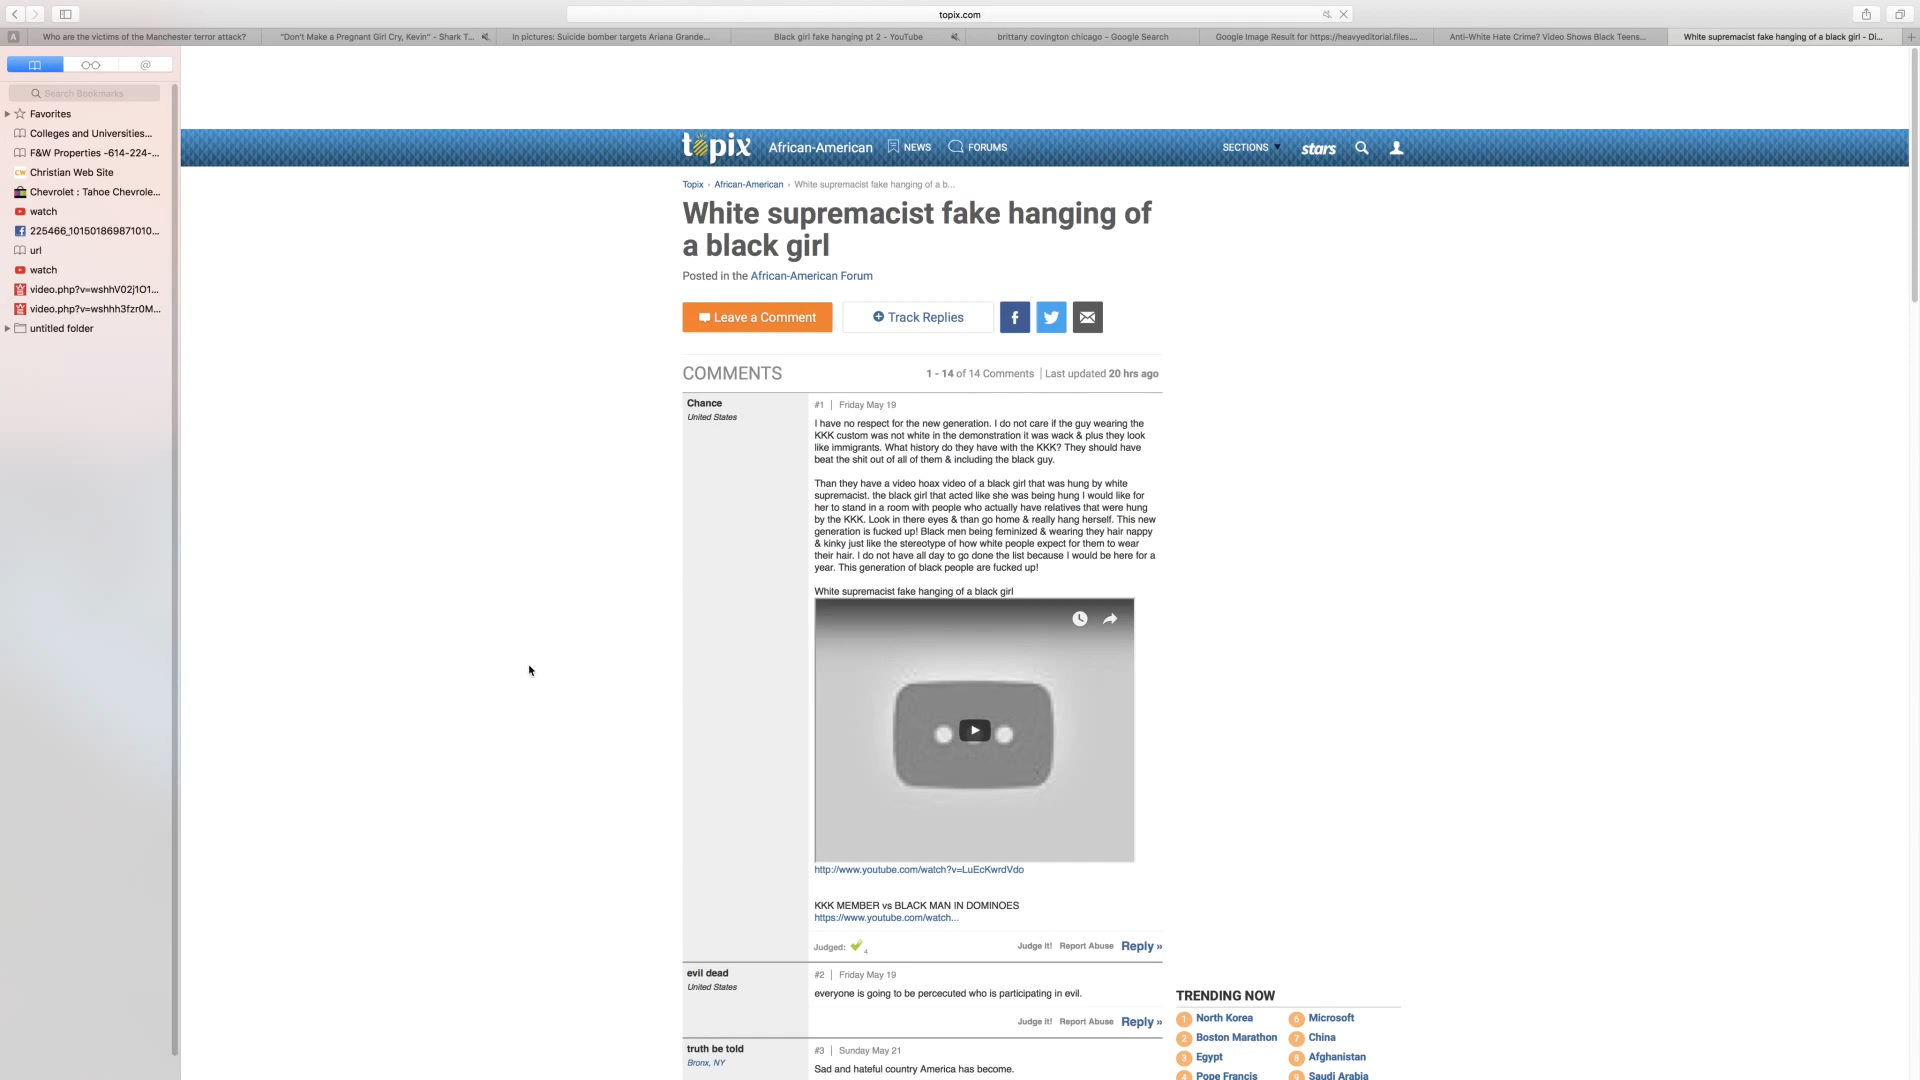 topix.com
Who are the victims of the Manchester terror attack?
"Don't Make a Pregnant Girl Cry, Kevin" - Shark T...
In pictures: Suicide bomber targets Ariana Grande...
Black girl fake hanging pt 2 - YouTube
brittany covington chicago - Google Search
Google Image Result for https://heavyeditorial.files....
Anti-White Hate Crime? Video Shows Black Teens...
White supremacist fake hanging of a black girl - Di...
Search Bookmarks
Favorites
Colleges and Universities...
F&W Properties -614-224-...
CW Christian Web Site
Chevrolet : Tahoe Chevrole...
watch
225466_101501869871010...
url
watch
video.php?v=wshhV02j1O1...
video.php?v=wshhh3fzr0M...
untitled folder
topix African-American NEWS FORUMS SECTIONS stars
Topix › African-American › White supremacist fake hanging of a b...
White supremacist fake hanging of
a black girl
Posted in the African-American Forum
Leave a Comment Track Replies
COMMENTS 1 - 14 of 14 Comments | Last updated 20 hrs ago
Chance
United States
#1 | Friday May 19
I have no respect for the new generation. I do not care if the guy wearing the
KKK custom was not white in the demonstration it was wack & plus they look
like immigrants. What history do they have with the KKK? They should have
beat the shit out of all of them & including the black guy.
Than they have a video hoax video of a black girl that was hung by white
supremacist. the black girl that acted like she was being hung I would like for
her to stand in a room with people who actually have relatives that were hung
by the KKK. Look in there eyes & than go home & really hang herself. This new
generation is fucked up! Black men being feminized & wearing they hair nappy
& kinky just like the stereotype of how white people expect for them to wear
their hair. I do not have all day to go done the list because I would be here for a
year. This generation of black people are fucked up!
White supremacist fake hanging of a black girl
http://www.youtube.com/watch?v=LuEcKwrdVdo
KKK MEMBER vs BLACK MAN IN DOMINOES
https://www.youtube.com/watch...
Judged: 4 Judge it! Report Abuse Reply »
evil dead
United States
#2 | Friday May 19
everyone is going to be percecuted who is participating in evil.
Judge it! Report Abuse Reply »
truth be told
Bronx, NY
#3 | Sunday May 21
Sad and hateful country America has become.
TRENDING NOW
1 North Korea
2 Boston Marathon
3 Egypt
4 Pope Francis
6 Microsoft
7 China
8 Afghanistan
9 Saudi Arabia